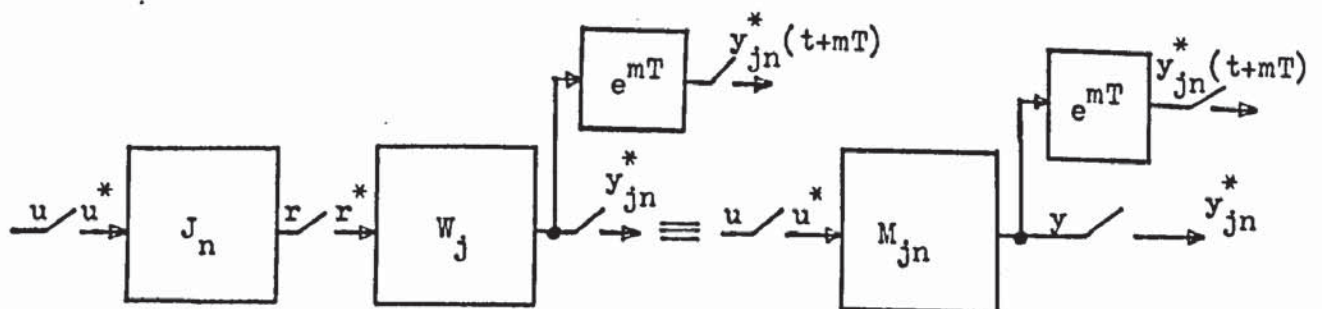 e^{mT} y^*_{jn}(t+mT)
e^{mT} y^*_{jn}(t+mT)
u u^* J_n r r^* W_j y^*_{jn} ≡ u u^* M_{jn} y y^*_{jn}